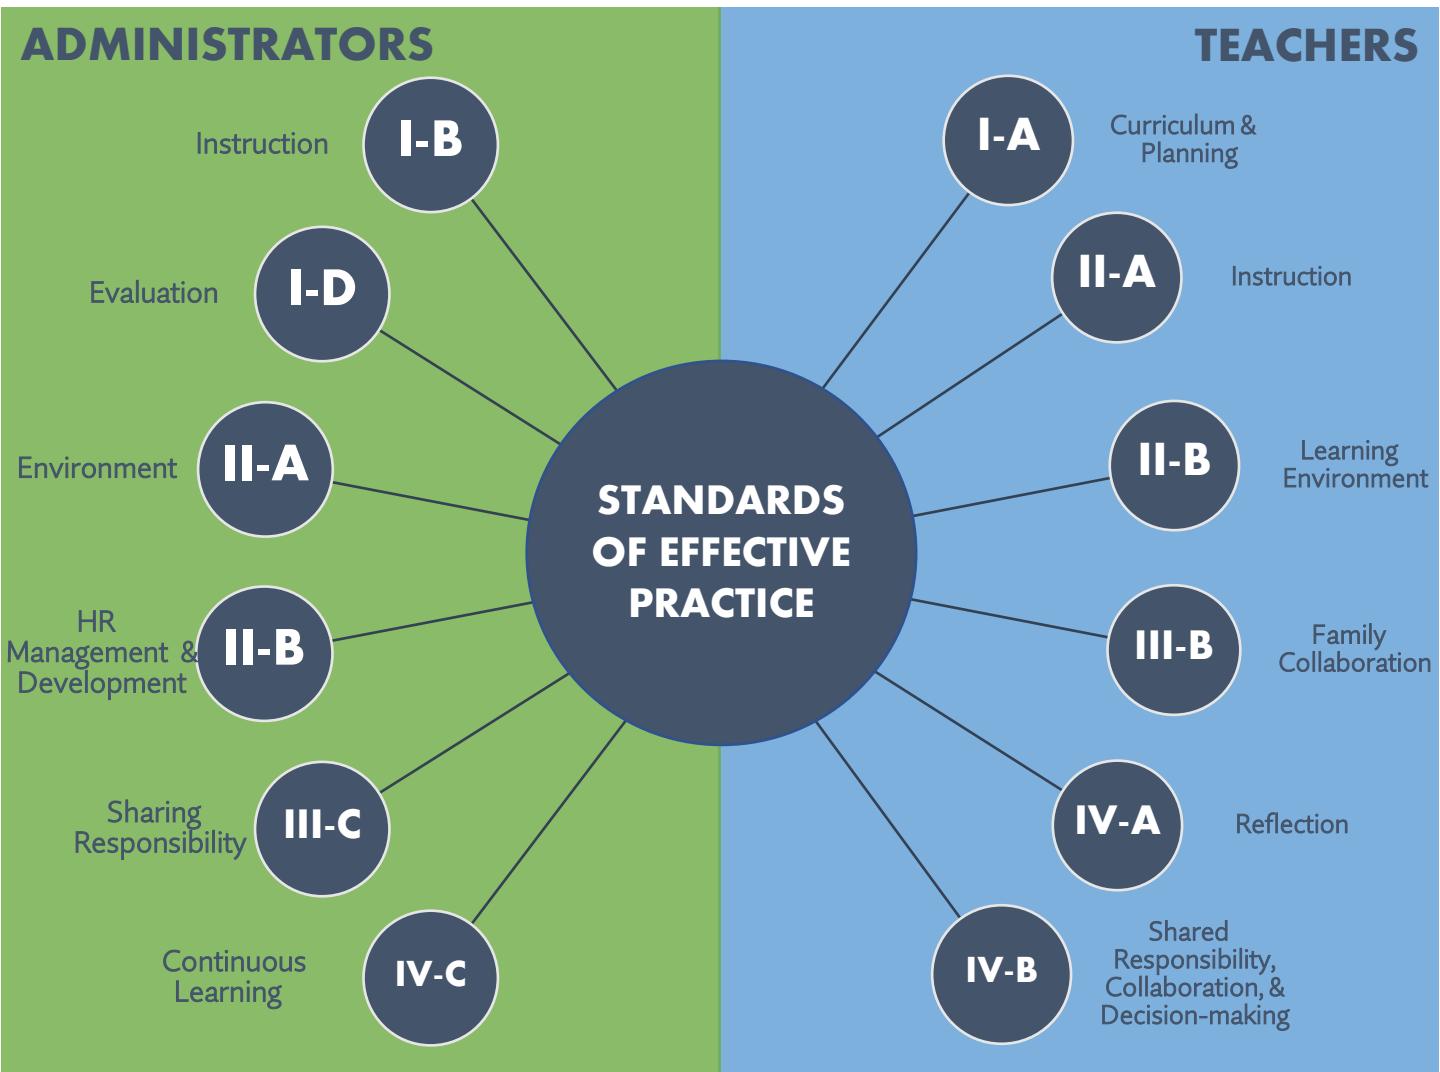 ADMINISTRATORS
TEACHERS
Instruction
I-B
Evaluation
I-D
Environment
II-A
HR
Management &
Development
II-B
Sharing
Responsibility
III-C
Continuous
Learning
IV-C
STANDARDS
OF EFFECTIVE
PRACTICE
I-A
Curriculum &
Planning
II-A
Instruction
II-B
Learning
Environment
III-B
Family
Collaboration
IV-A
Reflection
IV-B
Shared
Responsibility,
Collaboration, &
Decision-making